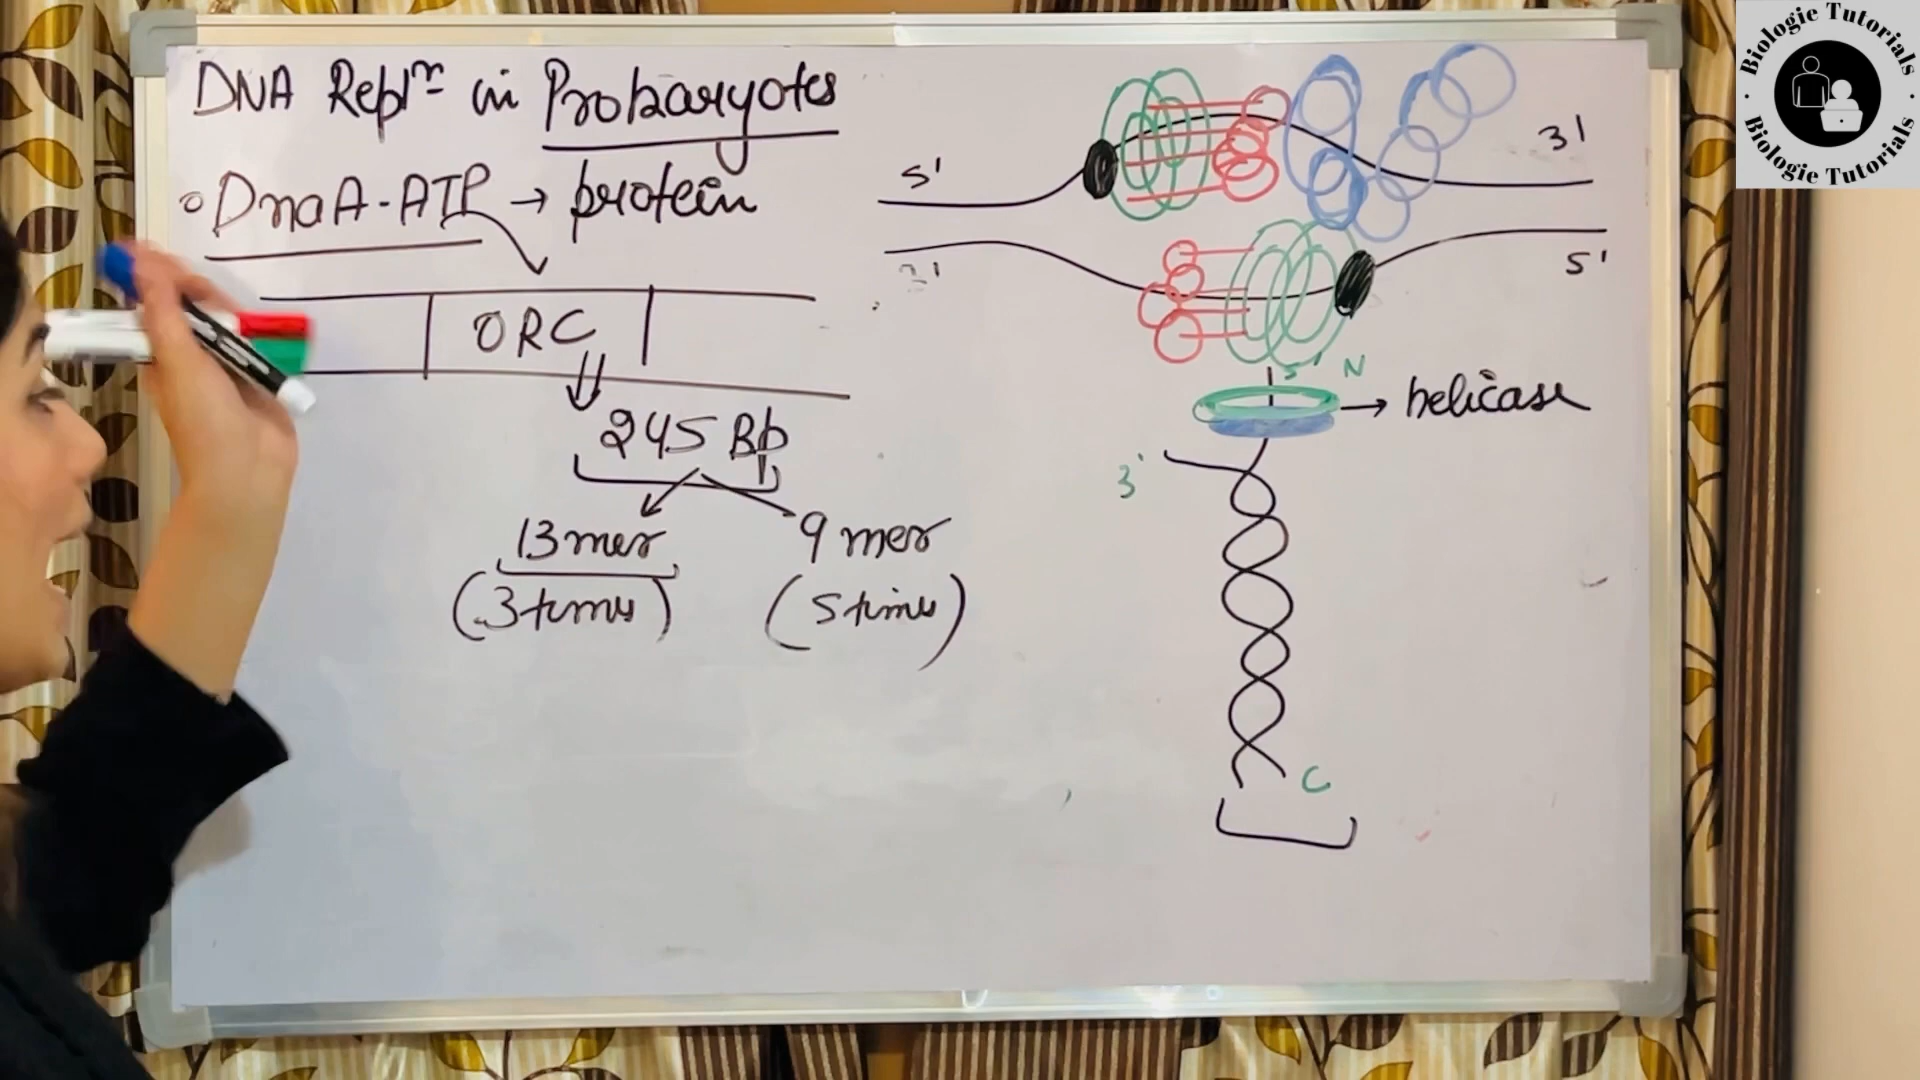 DNA Replⁿ in Prokaryotes
DnaA-ATP → protein
ORC
245 Bp
13 mer
9 mer
(3 times)
(5 times)
5'
3'
3'
5'
5'
N
→ helicase
3'
C
Biologie Tutorials
Biologie Tutorials